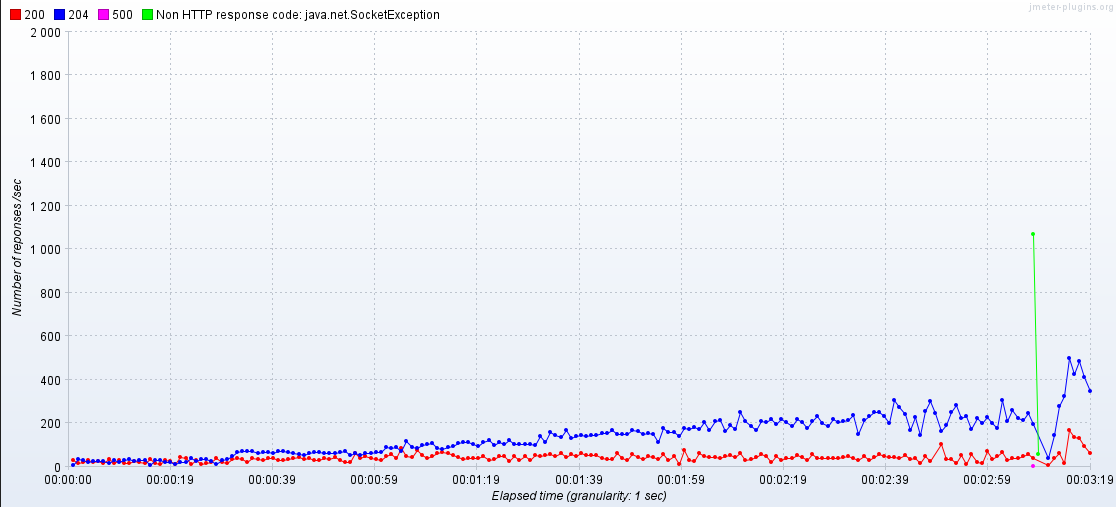 jmeter-plugins.org
200 204 500 Non HTTP response code: java.net.SocketException
2 000
1 800
1 600
1 400
1 200
1 000
800
600
400
200
0
Number of reponses /sec
00:00:00 00:00:19 00:00:39 00:00:59 00:01:19 00:01:39 00:01:59 00:02:19 00:02:39 00:02:59 00:03:19
Elapsed time (granularity: 1 sec)